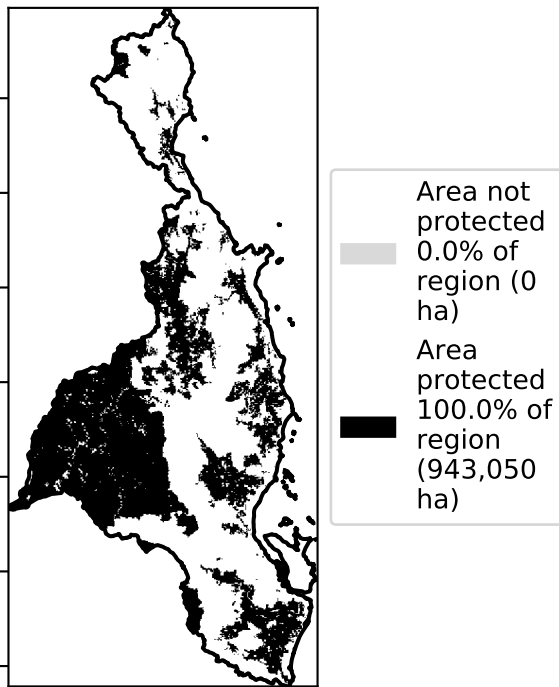 Area not
protected
0.0% of
region (0
ha)
Area
protected
100.0% of
region
(943,050
ha)